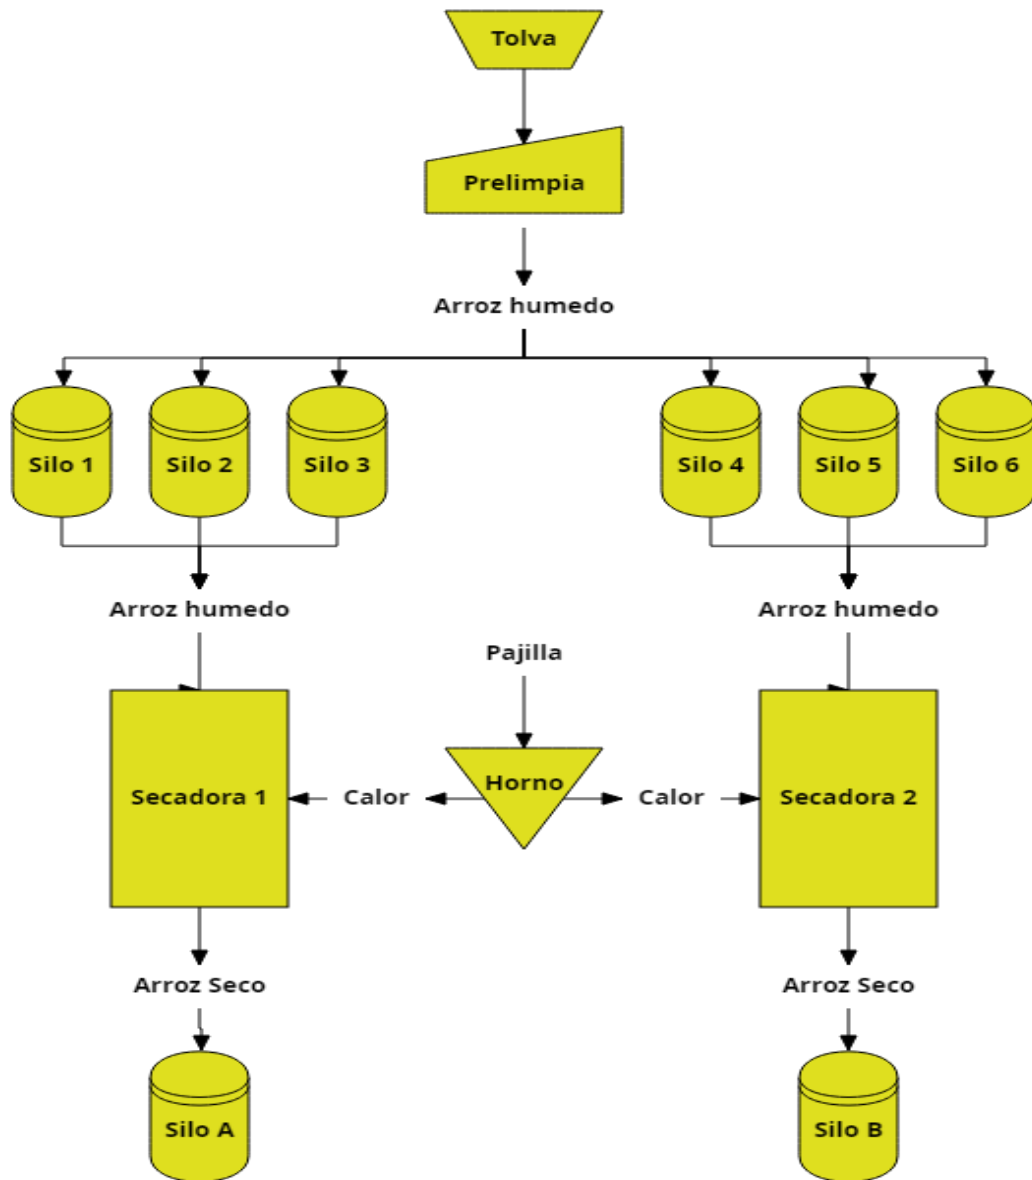 Tolva
Prelimpia
Arroz humedo
Silo 1
Silo 2
Silo 3
Silo 4
Silo 5
Silo 6
Arroz humedo
Arroz humedo
Pajilla
Secadora 1
Calor
Horno
Calor
Secadora 2
Arroz Seco
Arroz Seco
Silo A
Silo B